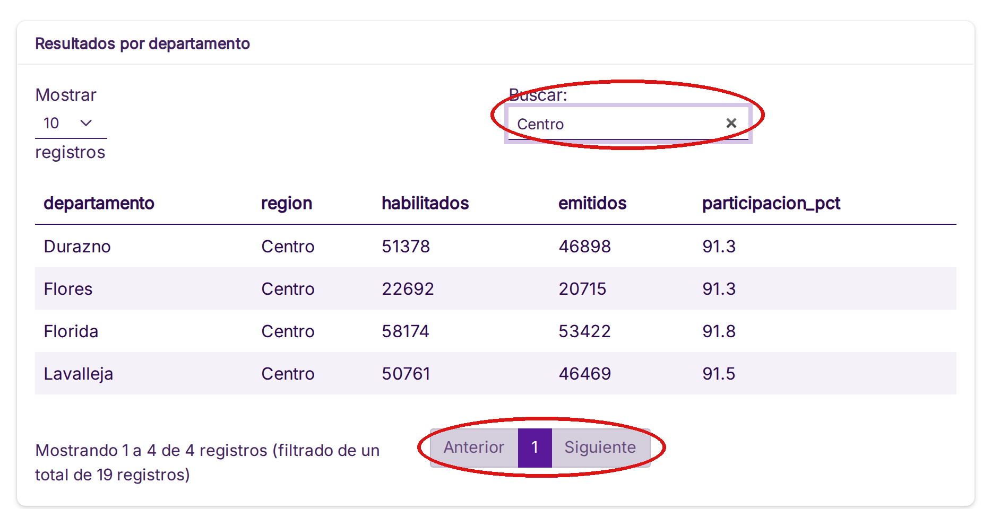 Resultados por departamento
Mostrar
10
registros
Buscar:
Centro
departamento region habilitados emitidos participacion_pct
Durazno Centro 51378 46898 91.3
Flores Centro 22692 20715 91.3
Florida Centro 58174 53422 91.8
Lavalleja Centro 50761 46469 91.5
Mostrando 1 a 4 de 4 registros (filtrado de un
total de 19 registros)
Anterior 1 Siguiente